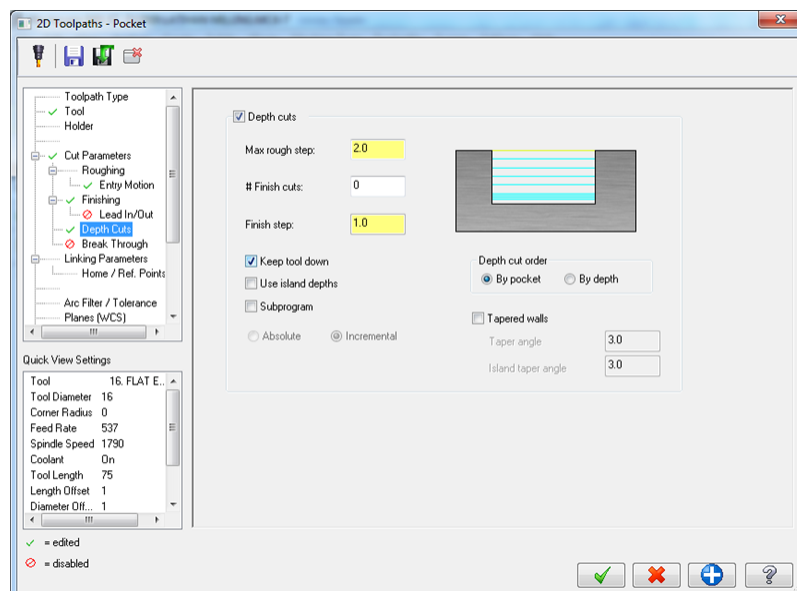 2D Toolpaths - Pocket
Toolpath Type
Tool
Holder
Cut Parameters
Roughing
Entry Motion
Finishing
Lead In/Out
Depth Cuts
Break Through
Linking Parameters
Home / Ref. Points
Arc Filter / Tolerance
Planes (WCS)
Quick View Settings
Tool 16. FLAT E..
Tool Diameter 16
Corner Radius 0
Feed Rate 537
Spindle Speed 1790
Coolant On
Tool Length 75
Length Offset 1
Diameter Off... 1
= edited
= disabled
Depth cuts
Max rough step: 2.0
# Finish cuts: 0
Finish step: 1.0
Keep tool down
Use island depths
Subprogram
Absolute Incremental
Depth cut order
By pocket By depth
Tapered walls
Taper angle 3.0
Island taper angle 3.0